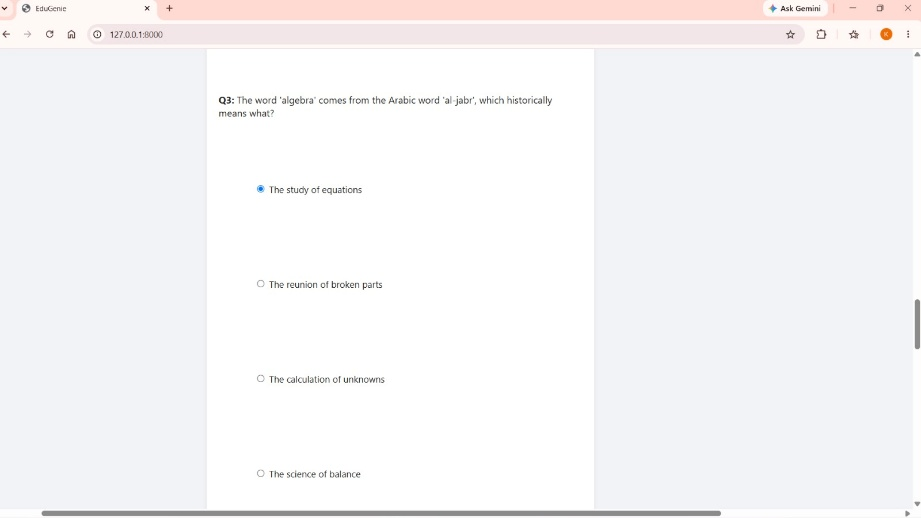 EduGenie
Ask Gemini
127.0.0.1:8000
K
Q3: The word 'algebra' comes from the Arabic word 'al-jabr', which historically
means what?
The study of equations
The reunion of broken parts
The calculation of unknowns
The science of balance